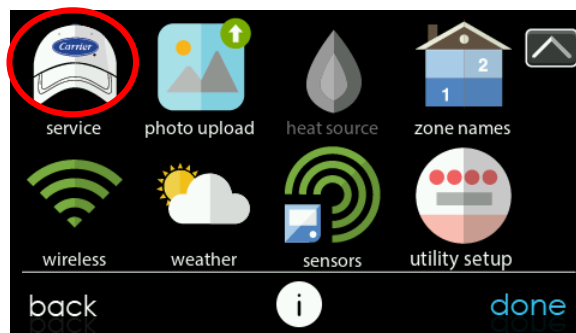 Carrier
service photo upload heat source zone names
2
1
wireless weather sensors utility setup
back i done